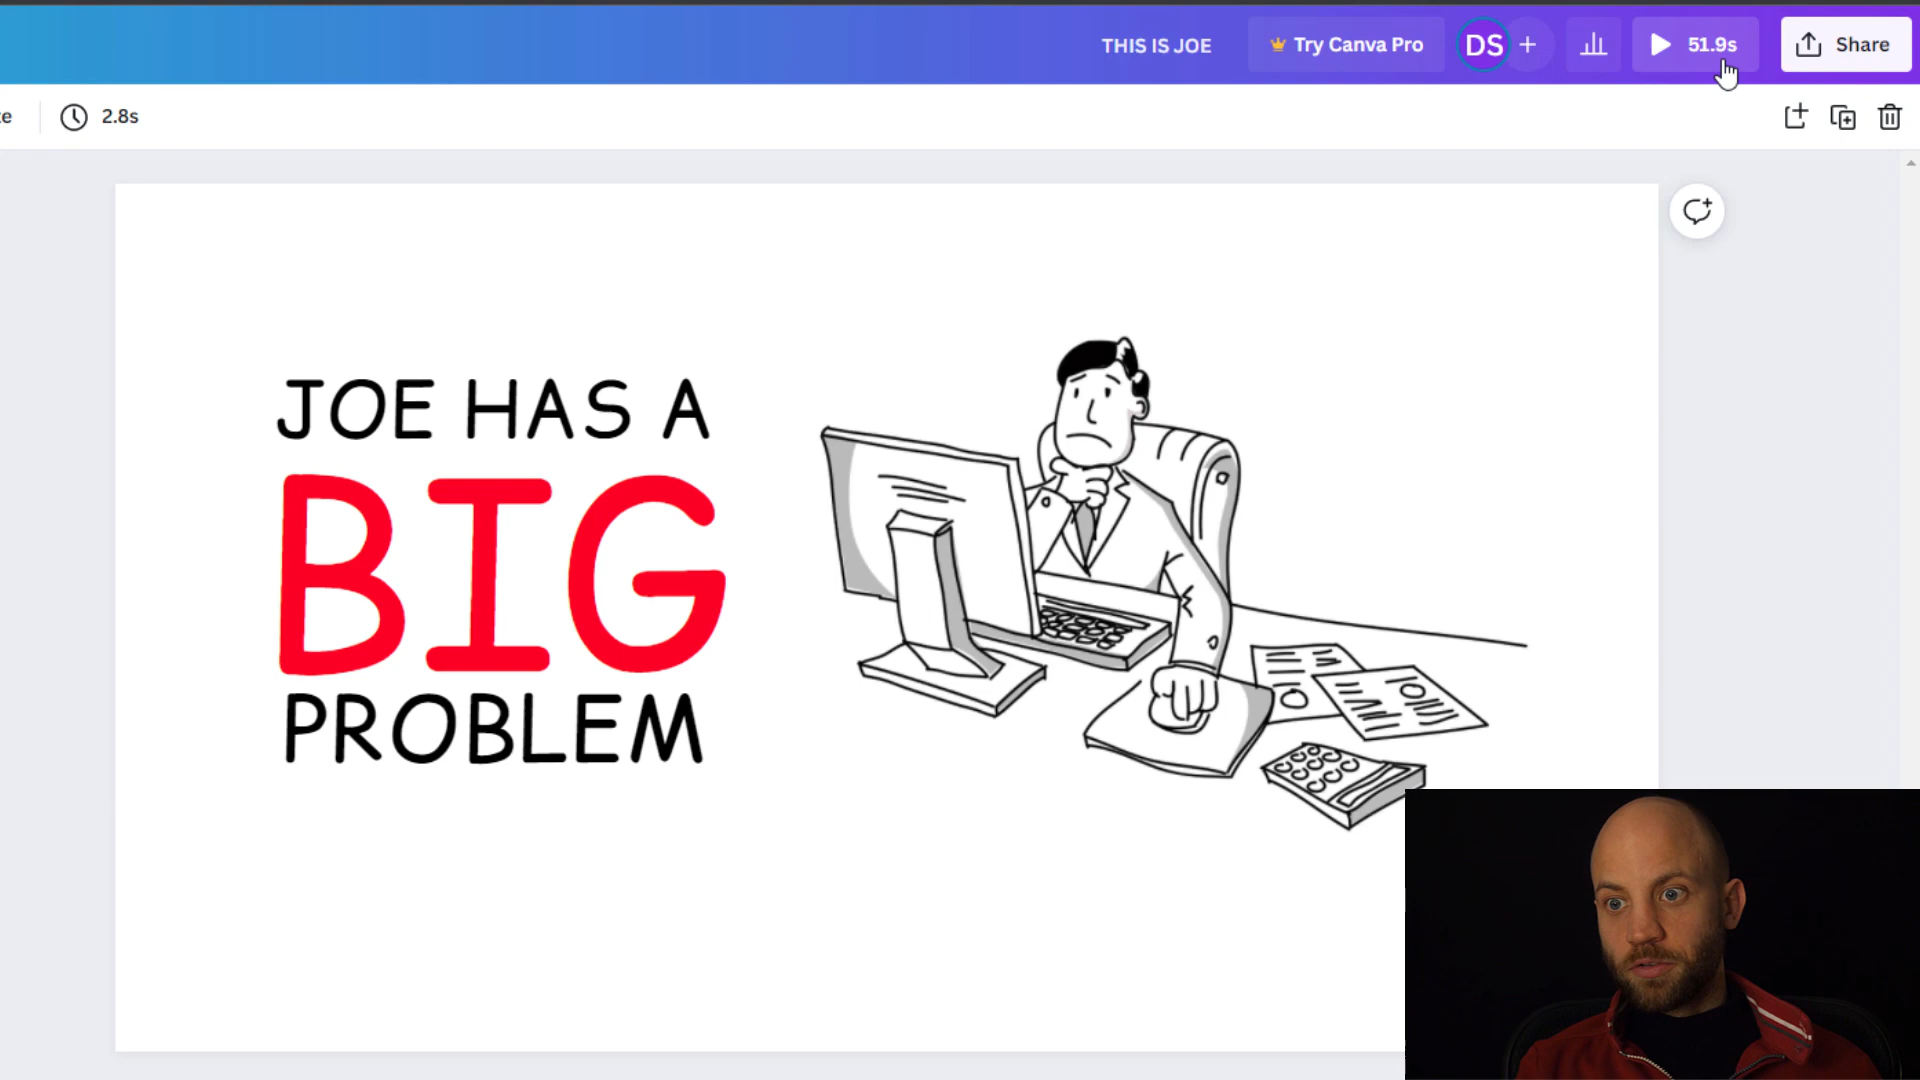 THIS IS JOE
Try Canva Pro
DS
51.9s
Share
2.8s
JOE HAS A
BIG
PROBLEM